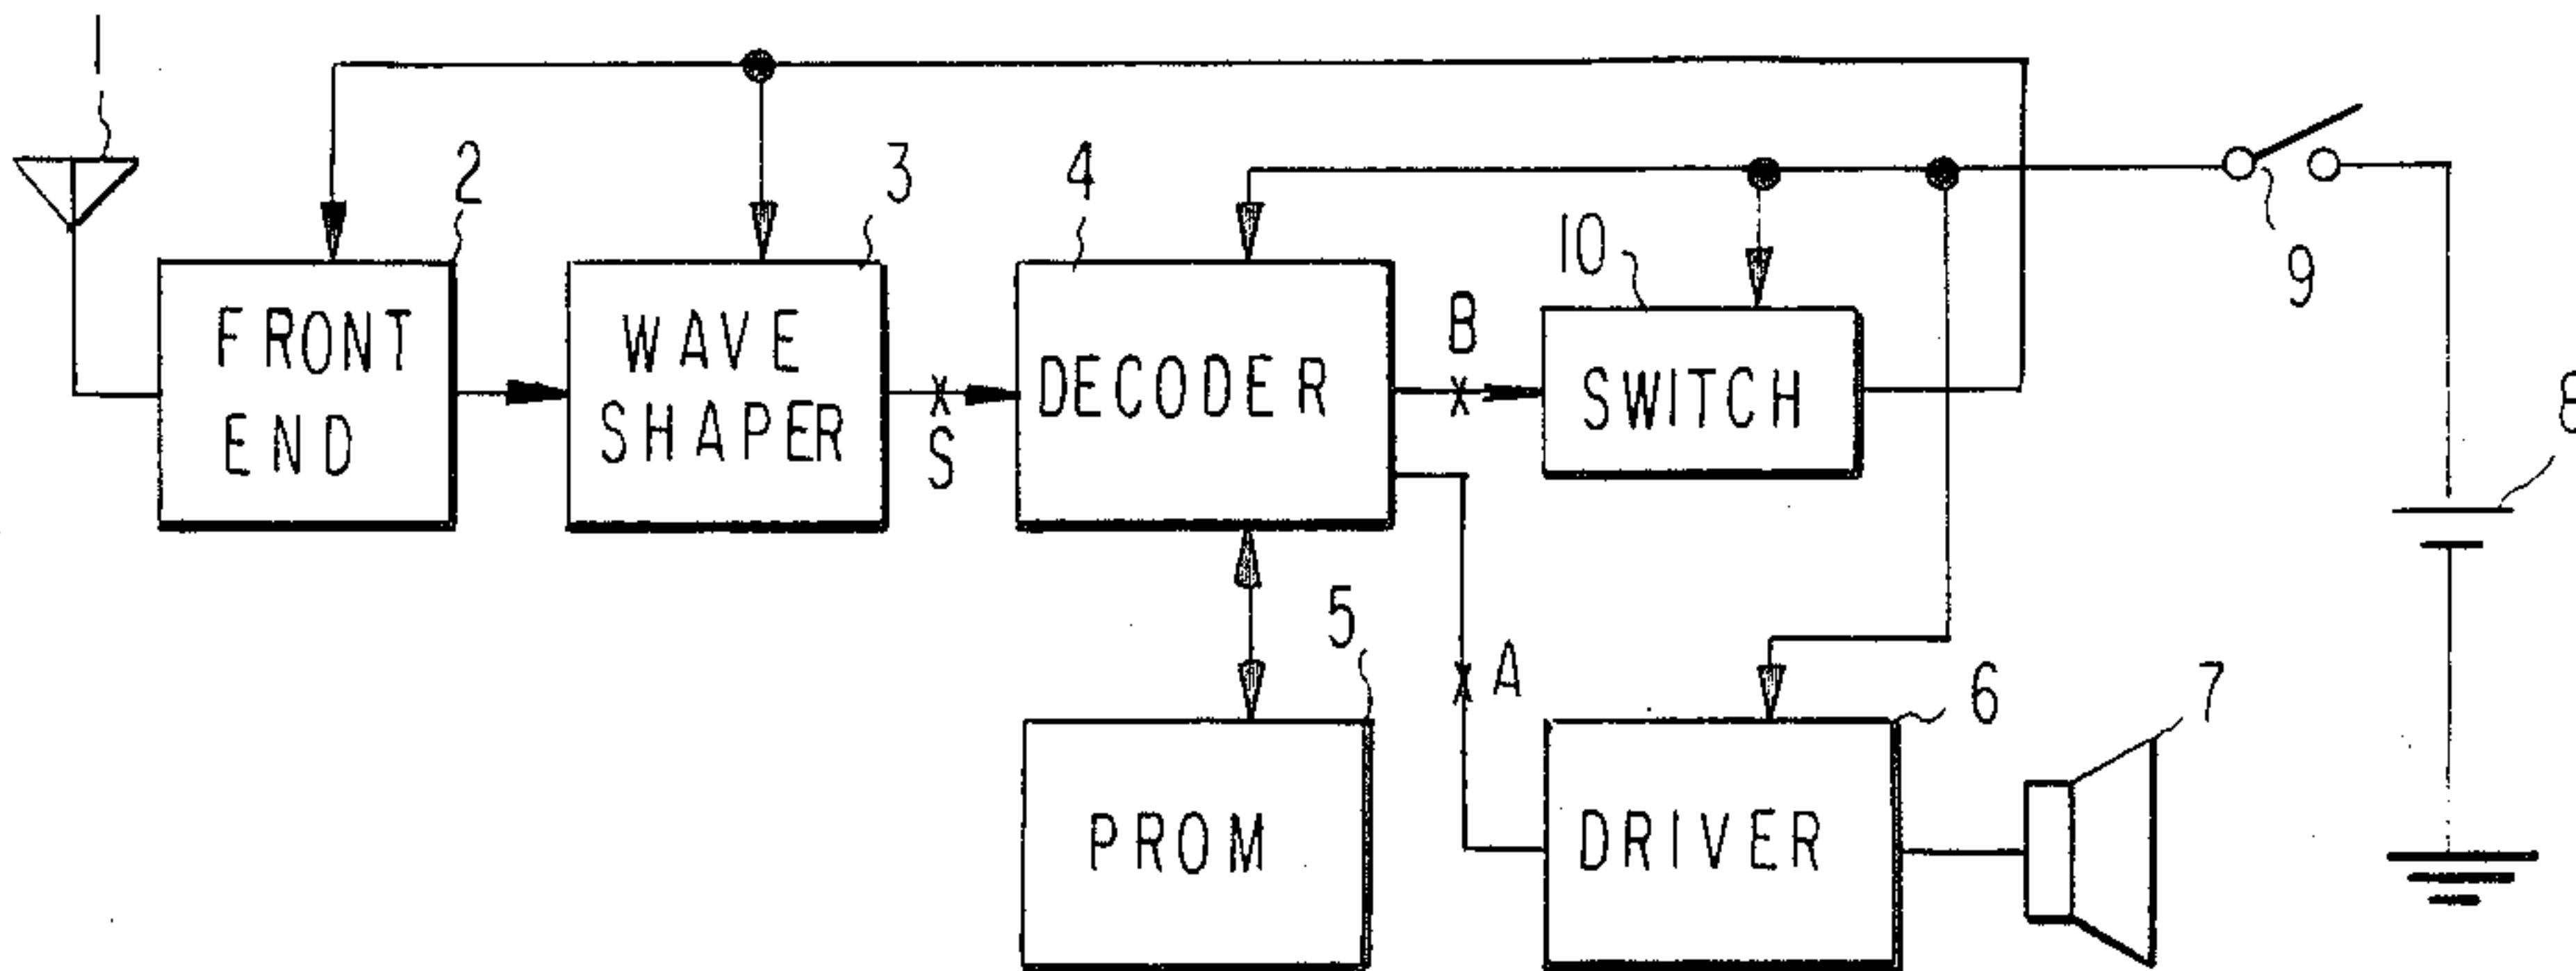 1
2
3
4
10
9
8
FRONT
END
WAVE
SHAPER
S
DECODER
B
SWITCH
5
A
6
7
PROM
DRIVER